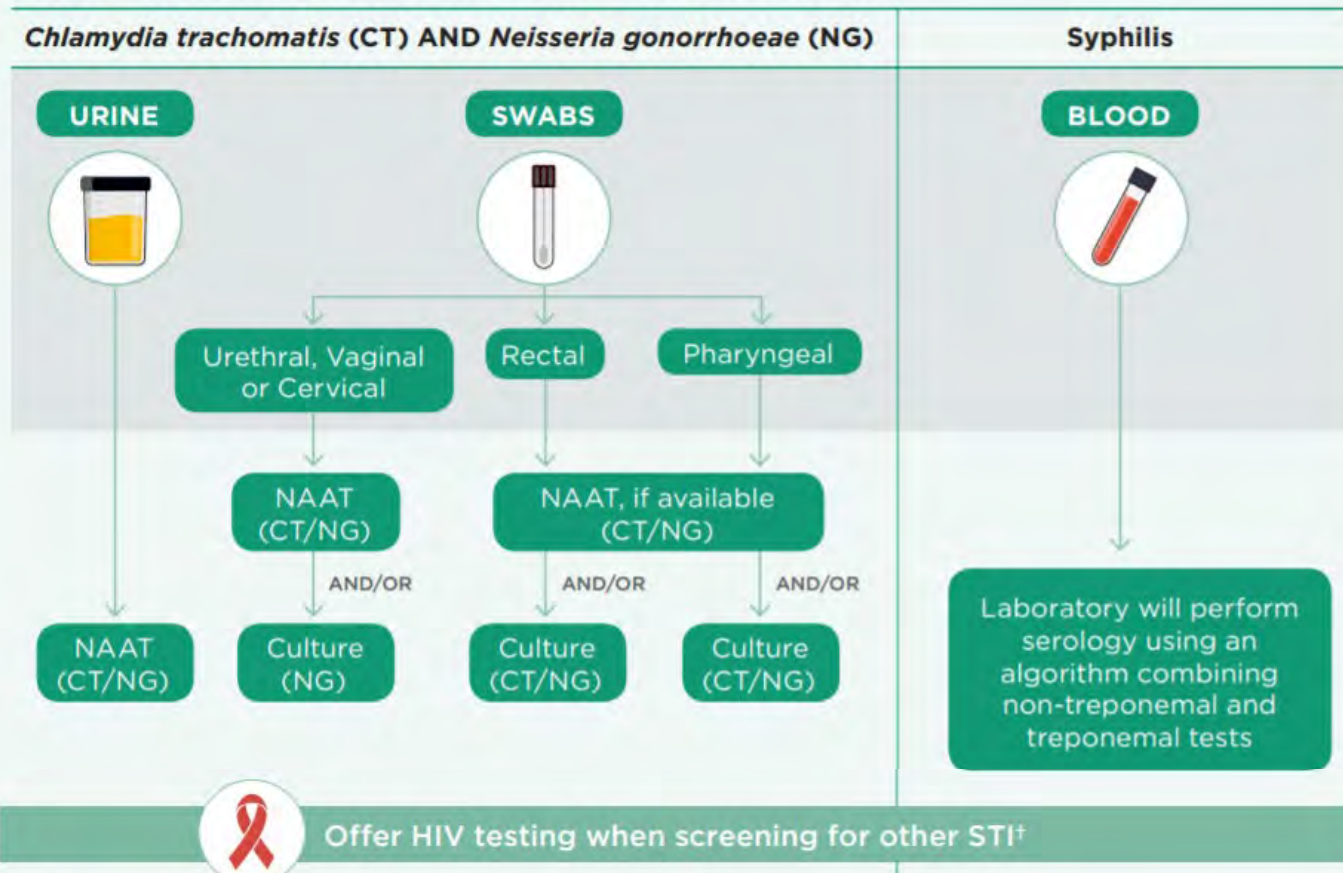 Chlamydia trachomatis (CT) AND Neisseria gonorrhoeae (NG)
Syphilis
URINE
SWABS
BLOOD
Urethral, Vaginal
or Cervical
Rectal
Pharyngeal
NAAT
(CT/NG)
NAAT, if available
(CT/NG)
AND/OR
AND/OR
AND/OR
NAAT
(CT/NG)
Culture
(NG)
Culture
(CT/NG)
Culture
(CT/NG)
Laboratory will perform
serology using an
algorithm combining
non-treponemal and
treponemal tests
Offer HIV testing when screening for other STI†